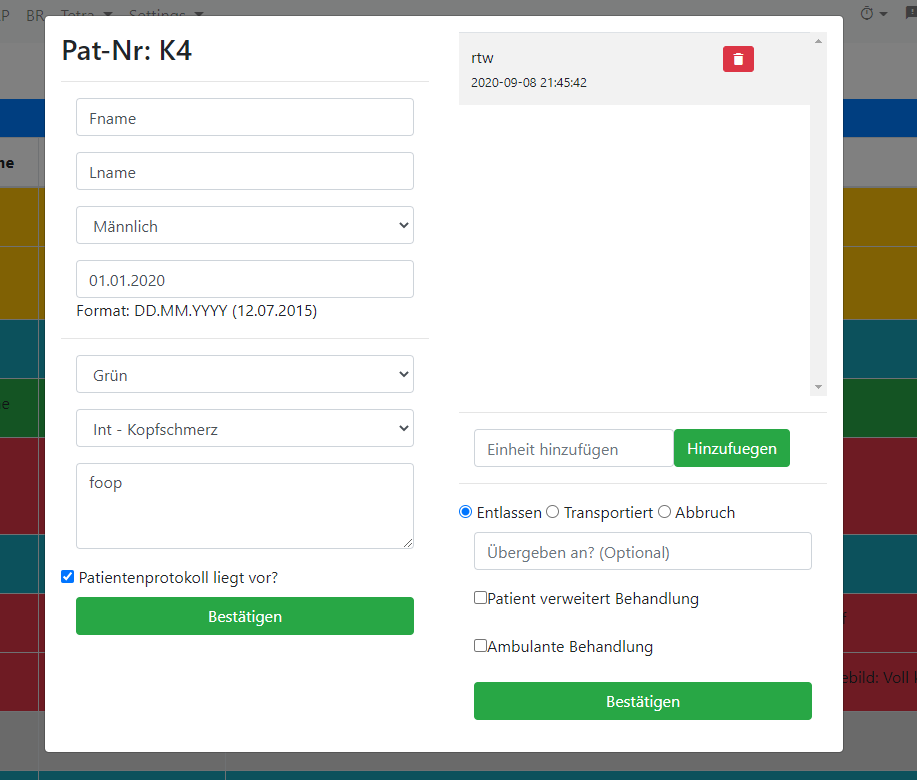 P BR Tetra Settings
Pat-Nr: K4
Fname
Lname
Männlich
01.01.2020
Format: DD.MM.YYYY (12.07.2015)
Grün
Int - Kopfschmerz
foop
Patientenprotokoll liegt vor?
Bestätigen
rtw
2020-09-08 21:45:42
Einheit hinzufügen
Hinzufuegen
Entlassen Transportiert Abbruch
Übergeben an? (Optional)
Patient verweitert Behandlung
Ambulante Behandlung
Bestätigen
ne
e
ebild: Voll